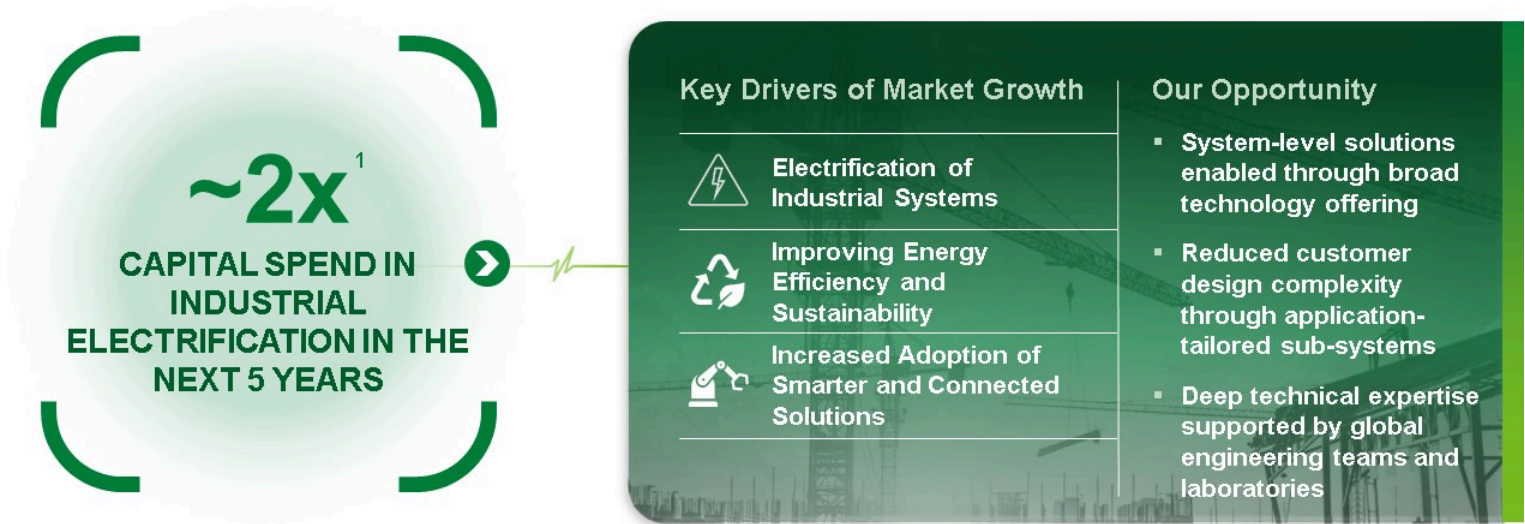 ~2x¹
CAPITAL SPEND IN
INDUSTRIAL
ELECTRIFICATION IN THE
NEXT 5 YEARS
Key Drivers of Market Growth
Electrification of
Industrial Systems
Improving Energy
Efficiency and
Sustainability
Increased Adoption of
Smarter and Connected
Solutions
Our Opportunity
▪ System-level solutions
enabled through broad
technology offering
▪ Reduced customer
design complexity
through application-
tailored sub-systems
▪ Deep technical expertise
supported by global
engineering teams and
laboratories